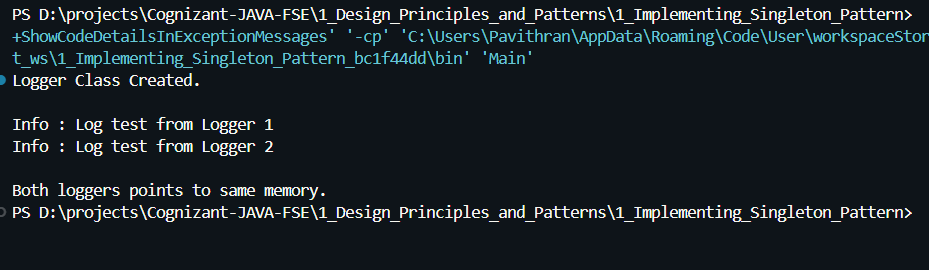 PS D:\projects\Cognizant-JAVA-FSE\1_Design_Principles_and_Patterns\1_Implementing_Singleton_Pattern>
+ShowCodeDetailsInExceptionMessages' '-cp' 'C:\Users\Pavithran\AppData\Roaming\Code\User\workspaceStor
t_ws\1_Implementing_Singleton_Pattern_bc1f44dd\bin' 'Main'
Logger Class Created.
Info : Log test from Logger 1
Info : Log test from Logger 2
Both loggers points to same memory.
PS D:\projects\Cognizant-JAVA-FSE\1_Design_Principles_and_Patterns\1_Implementing_Singleton_Pattern>